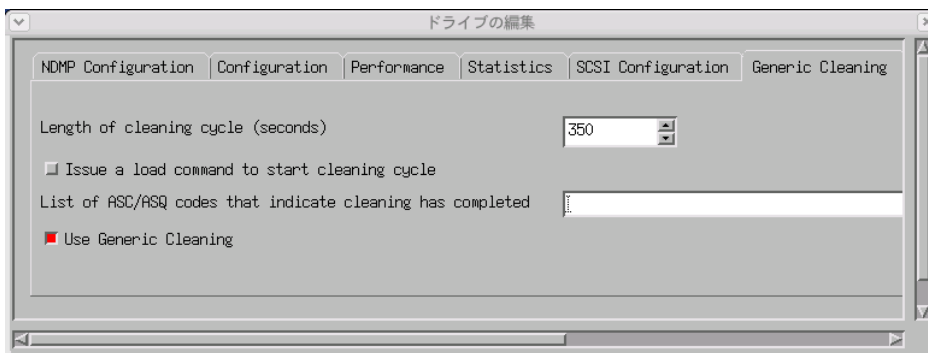 ドライブの編集
NDMP Configuration Configuration Performance Statistics SCSI Configuration Generic Cleaning
Length of cleaning cycle (seconds) 350
Issue a load command to start cleaning cycle
List of ASC/ASQ codes that indicate cleaning has completed
Use Generic Cleaning